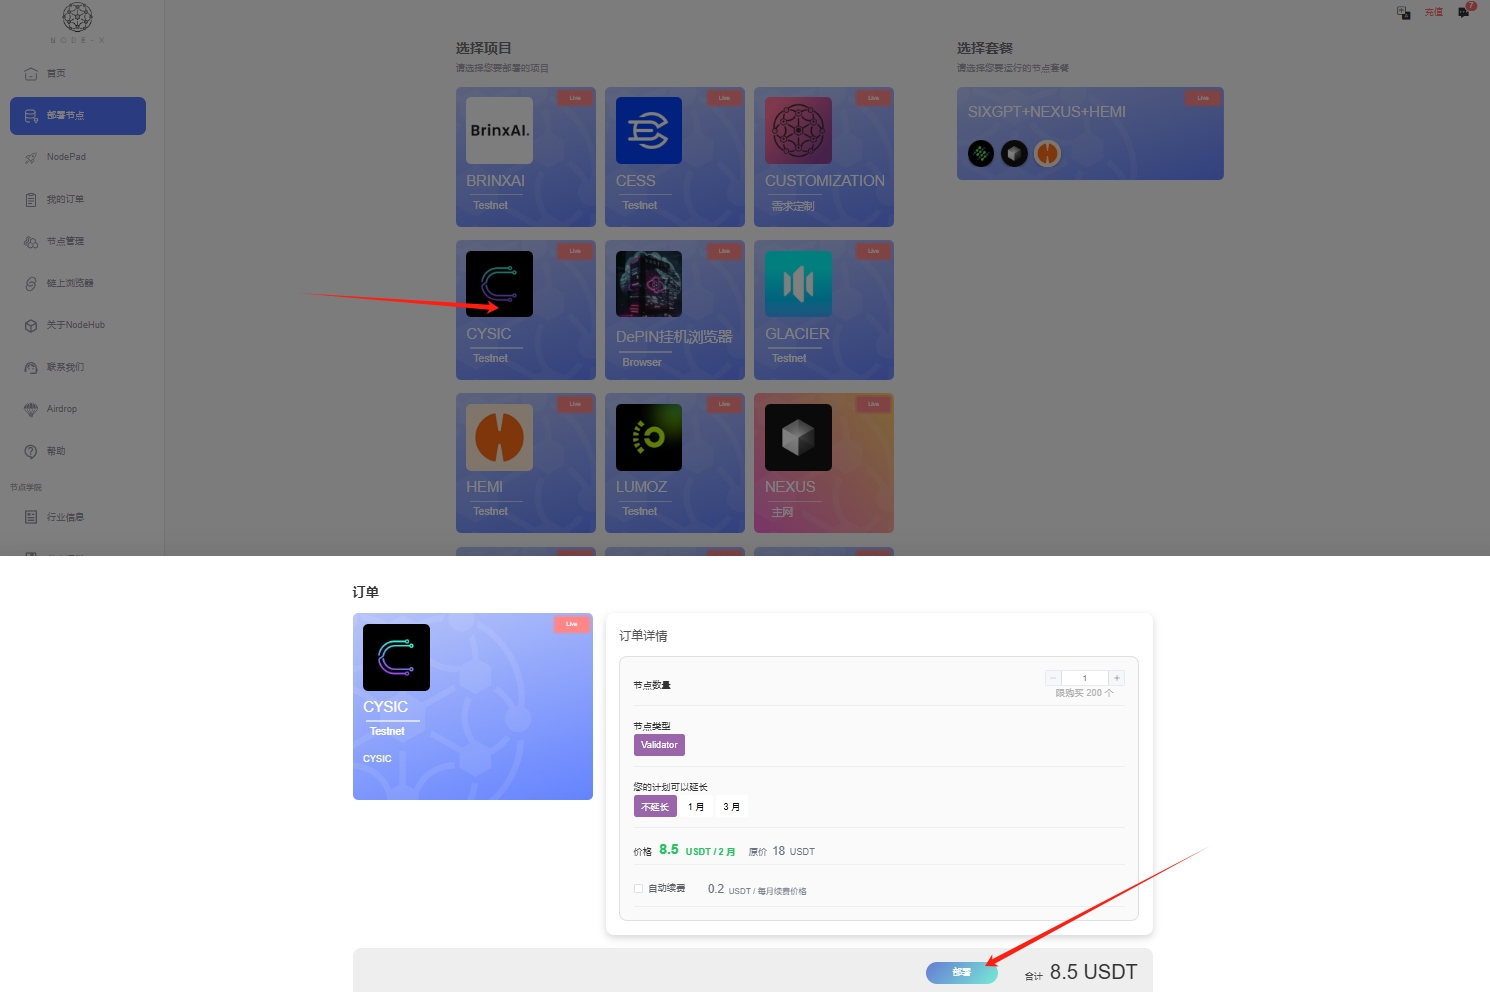 NODE-X
充值
7
首页
部署节点
NodePad
我的订单
节点管理
链上浏览器
关于NodeHub
联系我们
Airdrop
帮助
节点学院
行业信息
选择项目
请选择您要部署的项目
Live
BrinxAI.
BRINXAI
Testnet
Live
CESS
Testnet
Live
CUSTOMIZATION
需求定制
Live
CYSIC
Testnet
Live
DePIN挂机浏览器
Browser
Live
GLACIER
Testnet
Live
HEMI
Testnet
Live
LUMOZ
Testnet
Live
NEXUS
主网
选择套餐
请选择您要运行的节点套餐
Live
SIXGPT+NEXUS+HEMI
订单
Live
CYSIC
Testnet
CYSIC
订单详情
节点数量
− 1 +
限购买 200 个
节点类型
Validator
您的计划可以延长
不延长 1 月 3 月
价格 8.5 USDT / 2 月 原价 18 USDT
自动续费 0.2 USDT / 每月续费价格
部署 合计 8.5 USDT